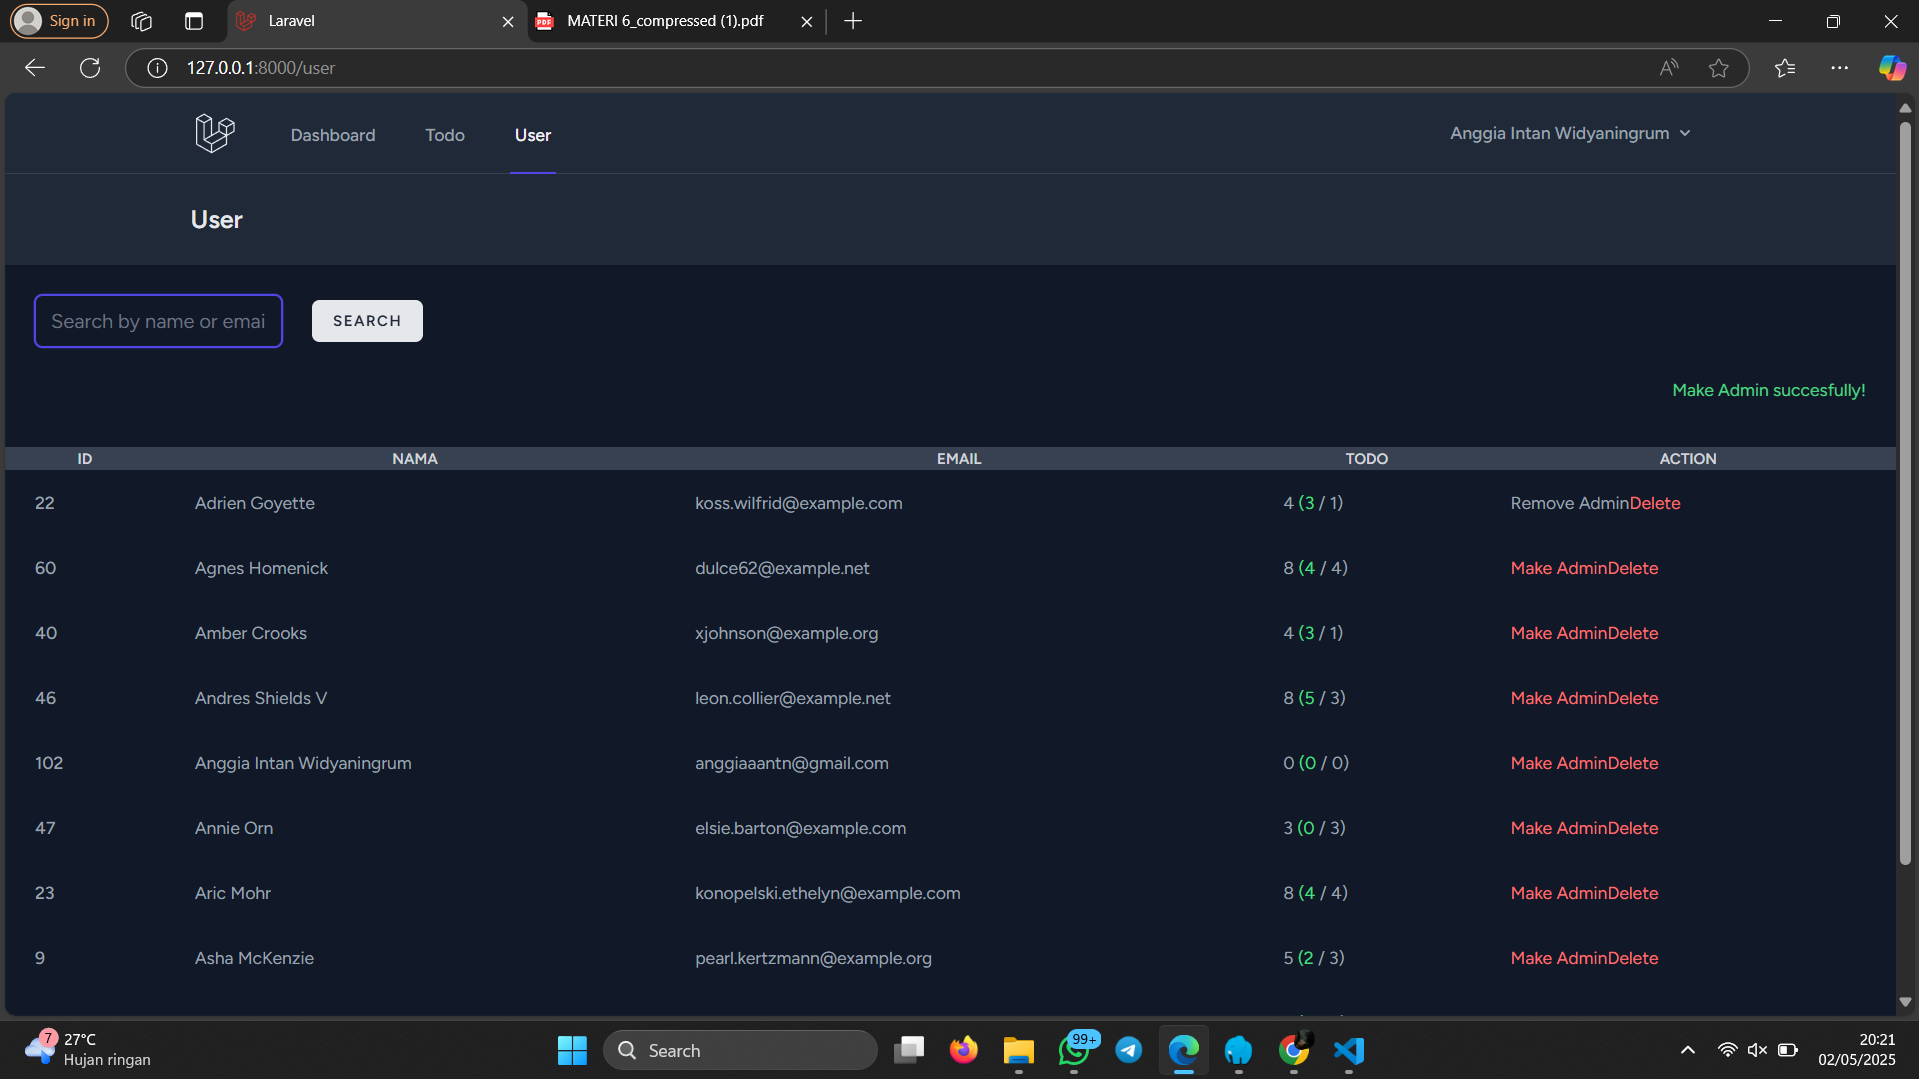 Sign in
Laravel
MATERI 6_compressed (1).pdf
127.0.0.1:8000/user
Dashboard
Todo
User
Anggia Intan Widyaningrum
User
Search by name or emai
SEARCH
Make Admin succesfully!
ID NAMA EMAIL TODO ACTION
22 Adrien Goyette koss.wilfrid@example.com 4 (3 / 1) Remove AdminDelete
60 Agnes Homenick dulce62@example.net 8 (4 / 4) Make AdminDelete
40 Amber Crooks xjohnson@example.org 4 (3 / 1) Make AdminDelete
46 Andres Shields V leon.collier@example.net 8 (5 / 3) Make AdminDelete
102 Anggia Intan Widyaningrum anggiaaantn@gmail.com 0 (0 / 0) Make AdminDelete
47 Annie Orn elsie.barton@example.com 3 (0 / 3) Make AdminDelete
23 Aric Mohr konopelski.ethelyn@example.com 8 (4 / 4) Make AdminDelete
9 Asha McKenzie pearl.kertzmann@example.org 5 (2 / 3) Make AdminDelete
7
27°C
Hujan ringan
Search
99+
20:21
02/05/2025